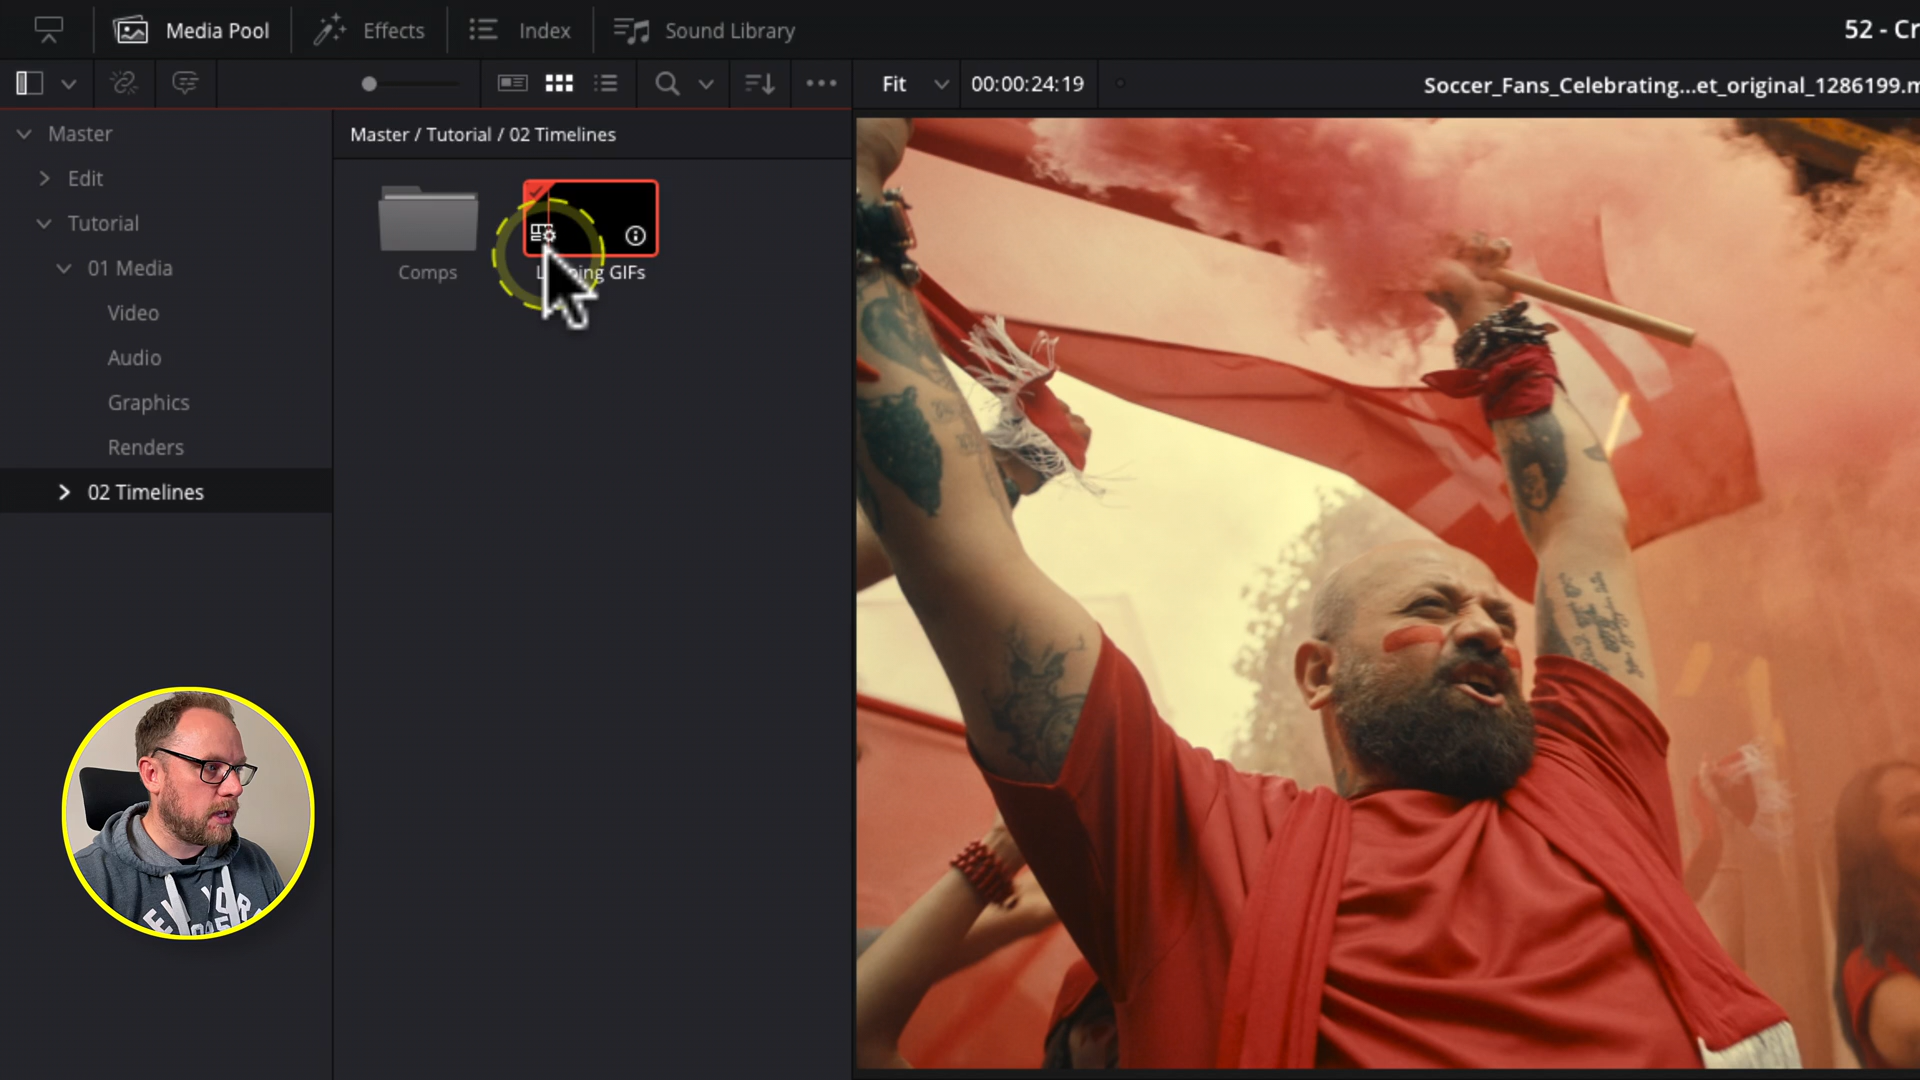 Media Pool
Effects
Index
Sound Library
52 - Cr
Fit
00:00:24:19
Soccer_Fans_Celebrating...et_original_1286199.m
Master
Master / Tutorial / 02 Timelines
Edit
Tutorial
01 Media
Comps
GIFs
Video
Audio
Graphics
Renders
02 Timelines